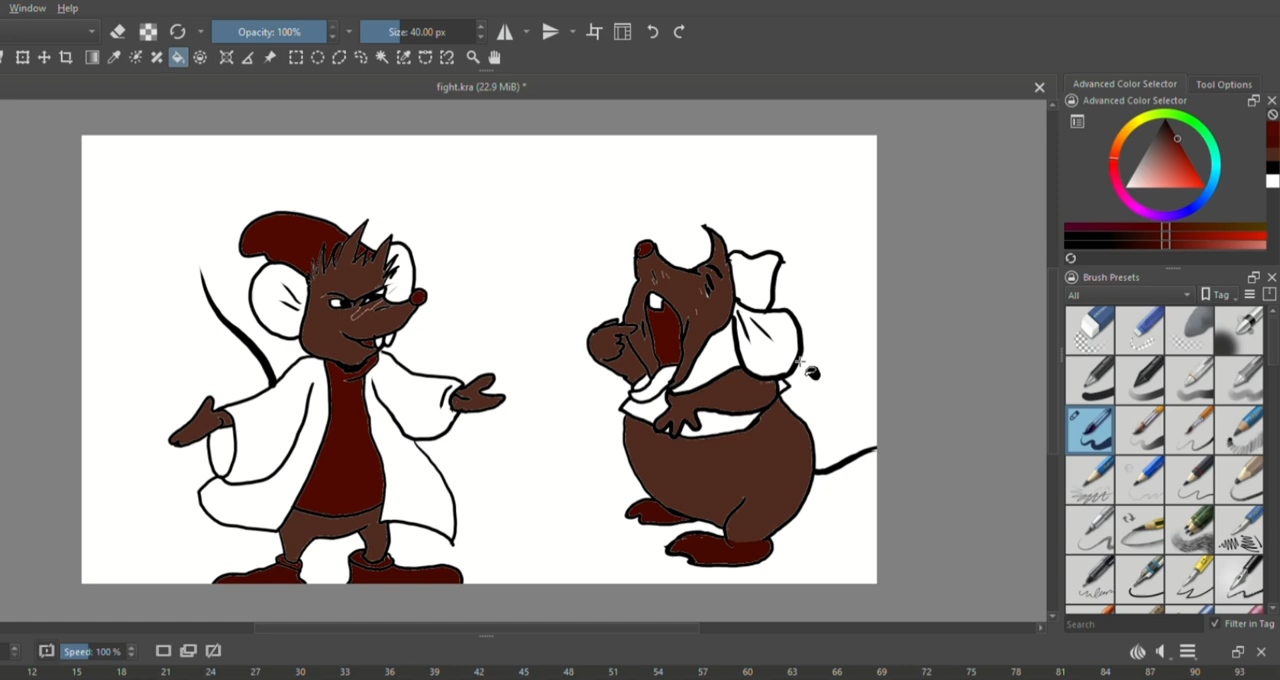 Window Help
Opacity: 100%
Size: 40.00 px
fight.kra (22.9 MiB) *
Advanced Color Selector
Tool Options
Advanced Color Selector
Brush Presets
All
Tag
Search
Filter in Tag
Speed: 100 %
12 15 18 21 24 27 30 33 36 39 42 45 48 51 54 57 60 63 66 69 72 75 78 81 84 87 90 93